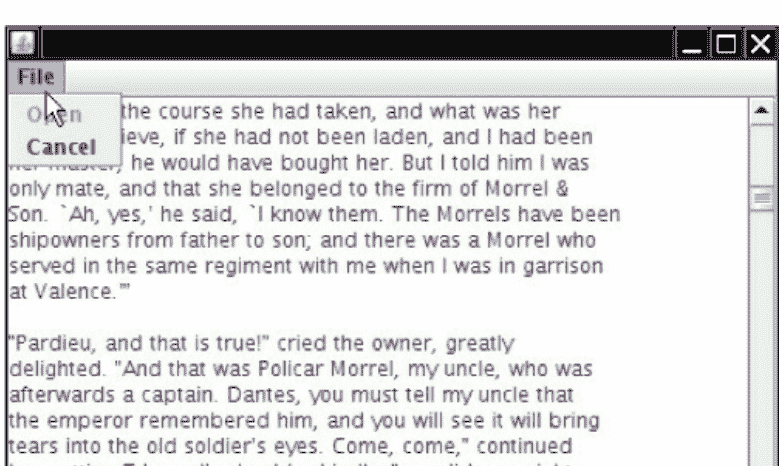 File
Open
Cancel
the course she had taken, and what was her
ieve, if she had not been laden, and I had been
her master, he would have bought her. But I told him I was
only mate, and that she belonged to the firm of Morrel &
Son. `Ah, yes,' he said, `I know them. The Morrels have been
shipowners from father to son; and there was a Morrel who
served in the same regiment with me when I was in garrison
at Valence.'"
"Pardieu, and that is true!" cried the owner, greatly
delighted. "And that was Policar Morrel, my uncle, who was
afterwards a captain. Dantes, you must tell my uncle that
the emperor remembered him, and you will see it will bring
tears into the old soldier's eyes. Come, come," continued